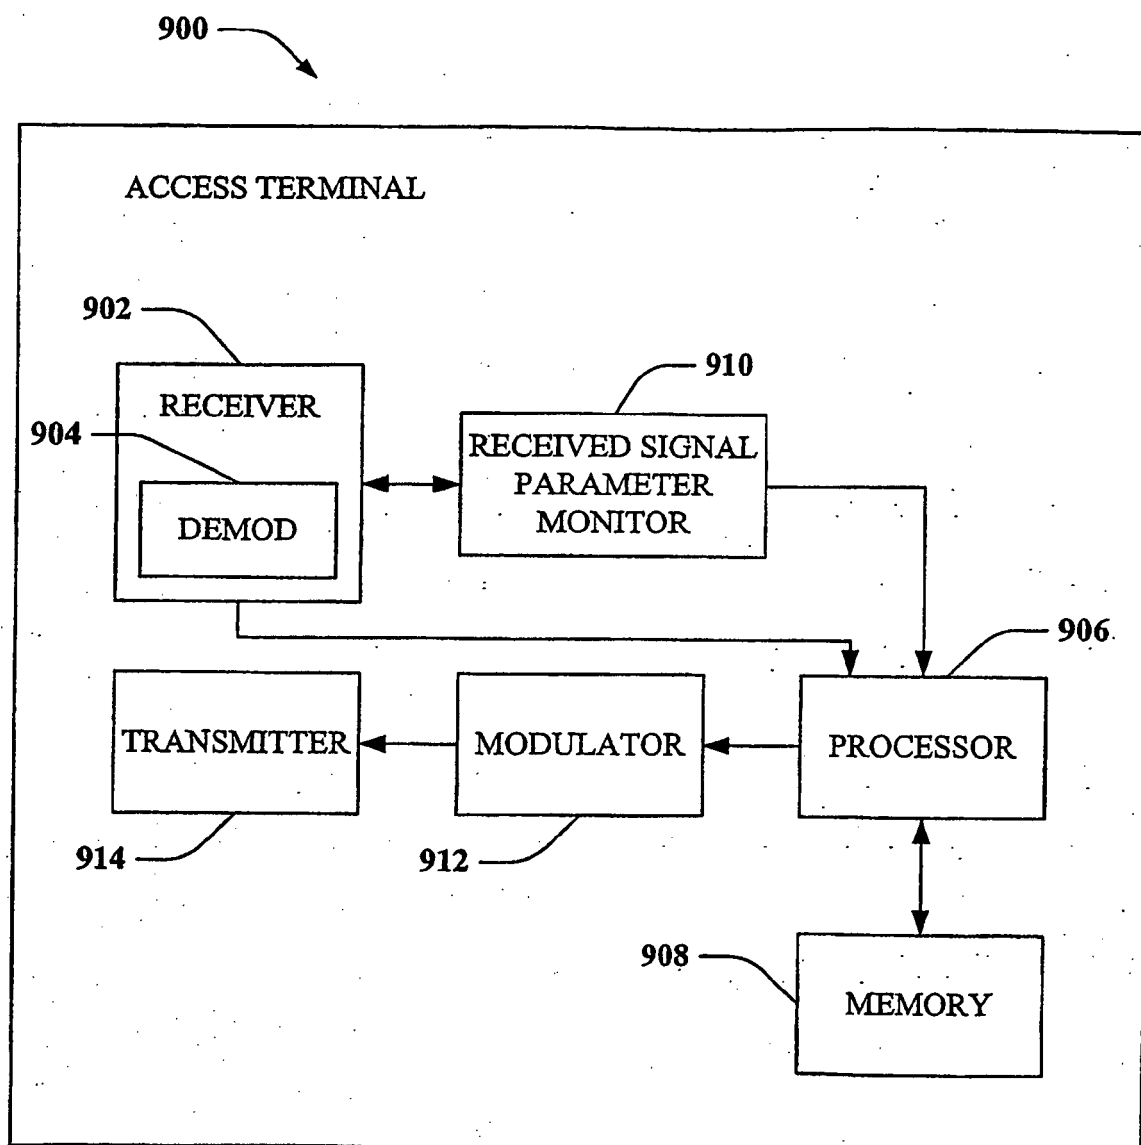 900
ACCESS TERMINAL
902
910
RECEIVER
904
RECEIVED SIGNAL
PARAMETER
MONITOR
DEMOD
906
TRANSMITTER
MODULATOR
PROCESSOR
914
912
908
MEMORY